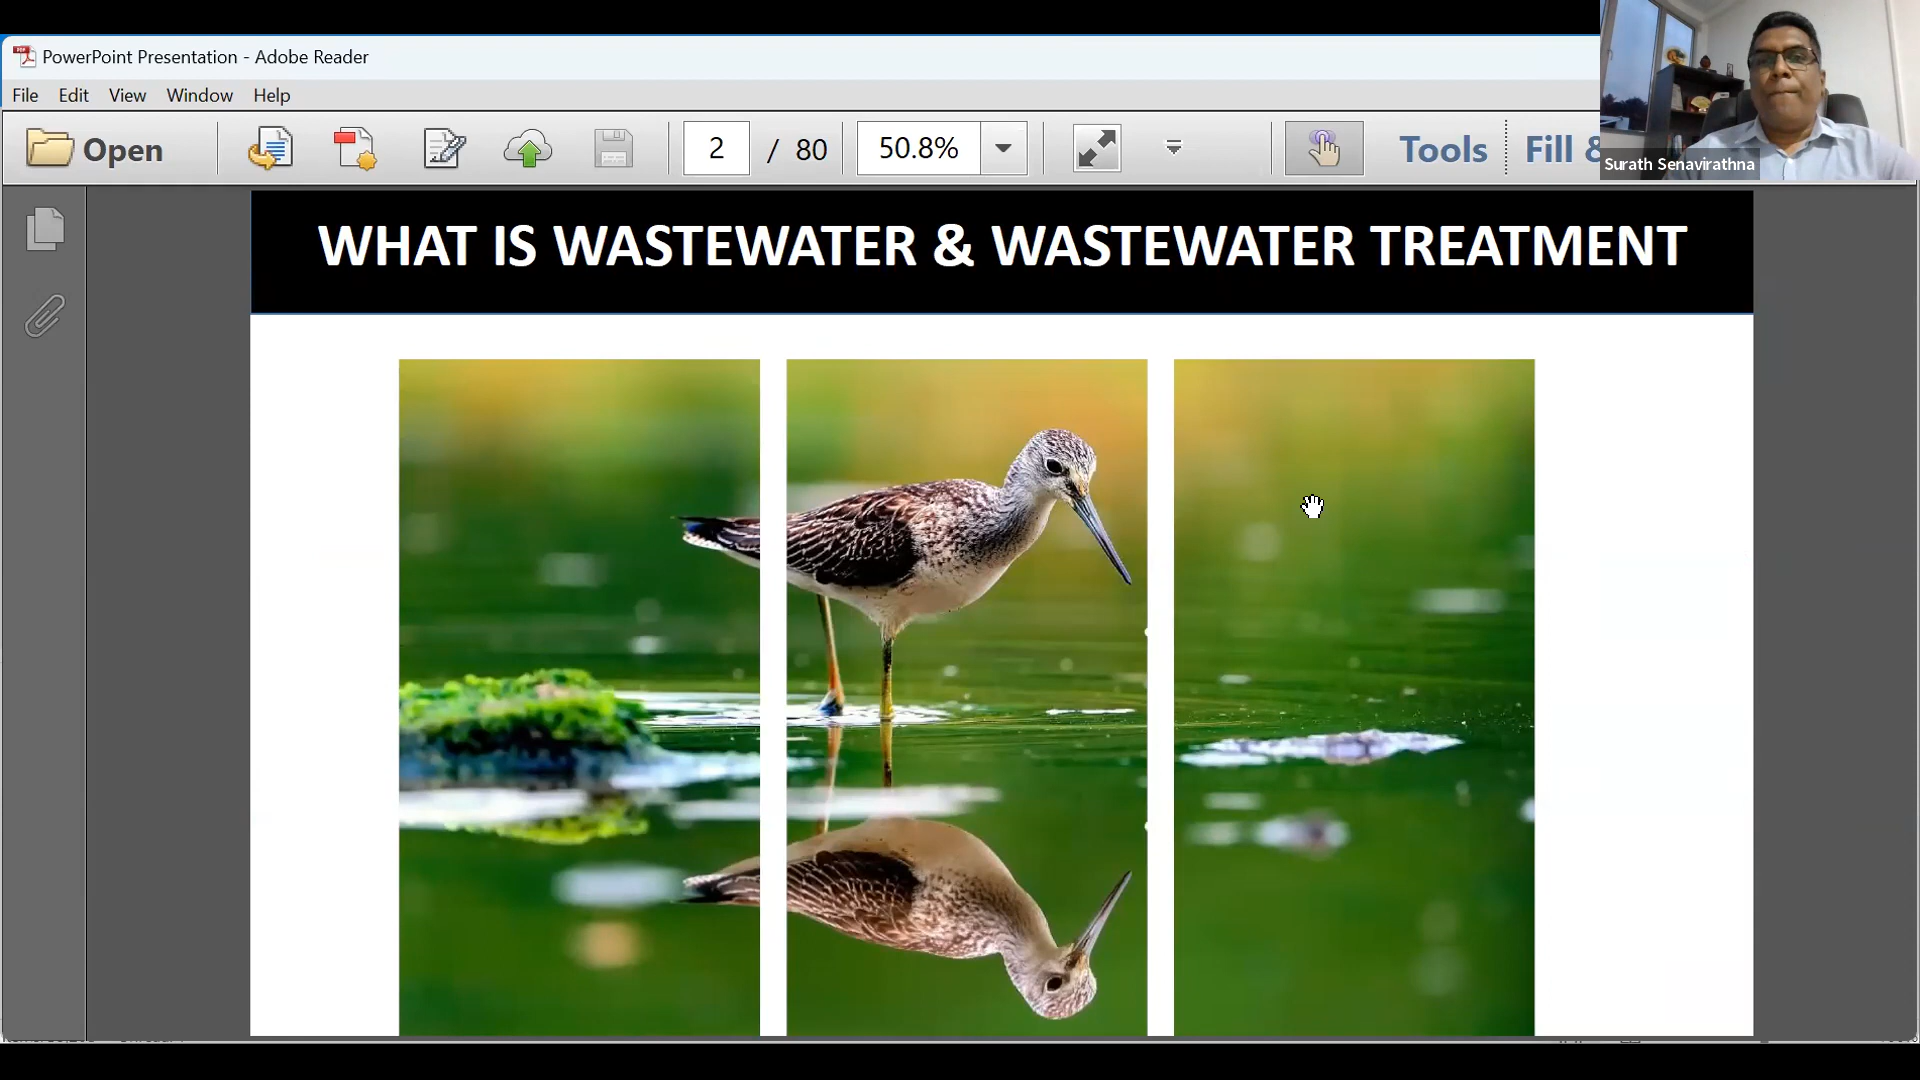 PowerPoint Presentation - Adobe Reader
File Edit View Window Help
Open 2 / 80 50.8% Tools Fill &
Surath Senavirathna
WHAT IS WASTEWATER & WASTEWATER TREATMENT